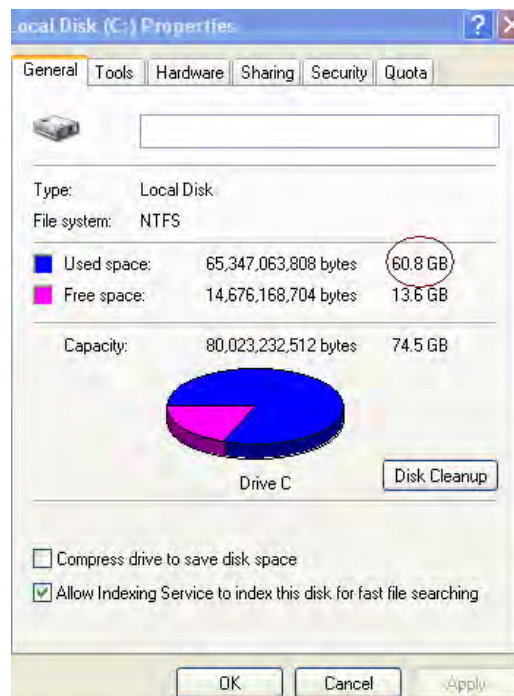 Local Disk (C:) Properties
General Tools Hardware Sharing Security Quota
Type: Local Disk
File system: NTFS
Used space: 65,347,063,808 bytes 60.8 GB
Free space: 14,676,168,704 bytes 13.6 GB
Capacity: 80,023,232,512 bytes 74.5 GB
Drive C
Disk Cleanup
Compress drive to save disk space
Allow Indexing Service to index this disk for fast file searching
OK Cancel Apply